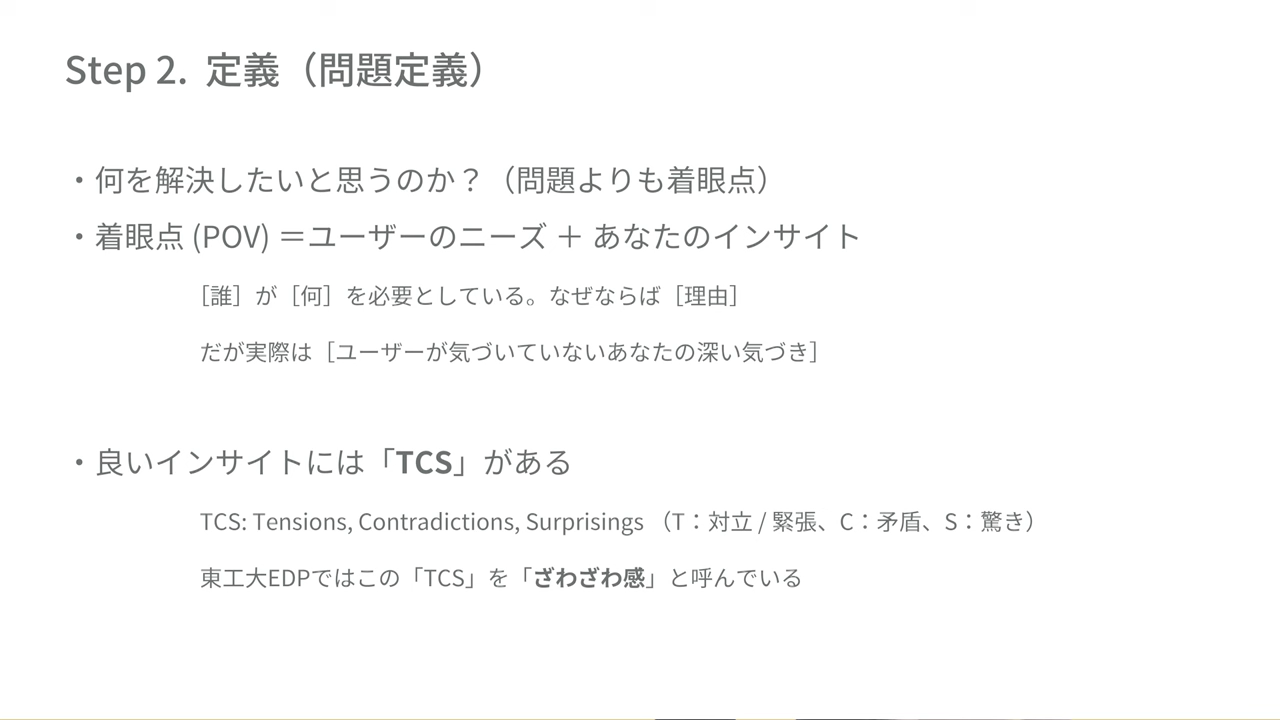 Step 2. 定義（問題定義）
・何を解決したいと思うのか？（問題よりも着眼点）
・着眼点 (POV) ＝ユーザーのニーズ ＋ あなたのインサイト
［誰］が［何］を必要としている。なぜならば［理由］
だが実際は［ユーザーが気づいていないあなたの深い気づき］
・良いインサイトには「TCS」がある
TCS: Tensions, Contradictions, Surprisings （T：対立 / 緊張、C：矛盾、S：驚き）
東工大EDPではこの「TCS」を「ざわざわ感」と呼んでいる